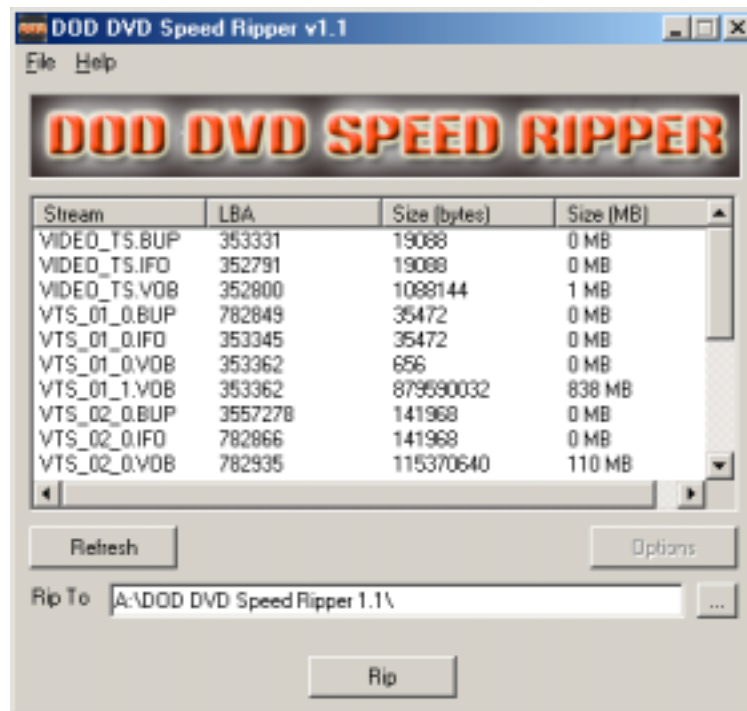 DOD DVD Speed Ripper v1.1
File Help
DOD DVD SPEED RIPPER
Stream LBA Size (bytes) Size (MB)
VIDEO_TS.BUP 353331 19088 0 MB
VIDEO_TS.IFO 352791 19088 0 MB
VIDEO_TS.VOB 352800 1088144 1 MB
VTS_01_0.BUP 782849 35472 0 MB
VTS_01_0.IFO 353345 35472 0 MB
VTS_01_0.VOB 353362 656 0 MB
VTS_01_1.VOB 353362 879590032 838 MB
VTS_02_0.BUP 3557278 141968 0 MB
VTS_02_0.IFO 782866 141968 0 MB
VTS_02_0.VOB 782935 115370640 110 MB
Refresh Options
Rip To A:\DOD DVD Speed Ripper 1.1\ ...
Rip